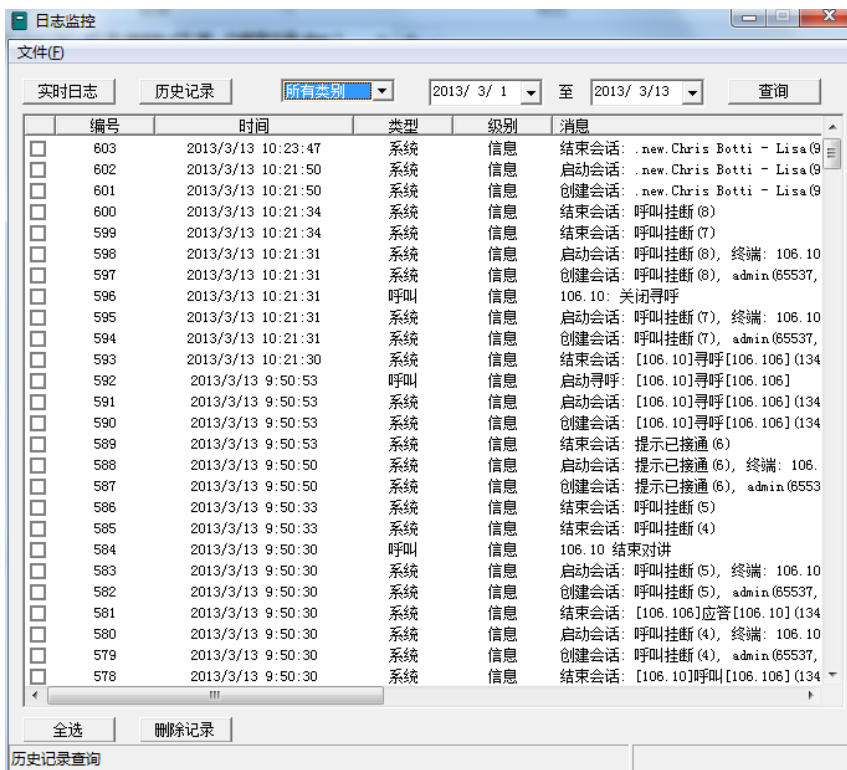 日志监控
文件(F)
实时日志 历史记录 所有类别 2013/ 3/ 1 至 2013/ 3/13 查询
编号 时间 类型 级别 消息
603 2013/3/13 10:23:47 系统 信息 结束会话: .new.Chris Botti - Lisa(9
602 2013/3/13 10:21:50 系统 信息 启动会话: .new.Chris Botti - Lisa(9
601 2013/3/13 10:21:50 系统 信息 创建会话: .new.Chris Botti - Lisa(9
600 2013/3/13 10:21:34 系统 信息 结束会话: 呼叫挂断(8)
599 2013/3/13 10:21:34 系统 信息 结束会话: 呼叫挂断(7)
598 2013/3/13 10:21:31 系统 信息 启动会话: 呼叫挂断(8), 终端: 106.10
597 2013/3/13 10:21:31 系统 信息 创建会话: 呼叫挂断(8), admin(65537,
596 2013/3/13 10:21:31 呼叫 信息 106.10: 关闭寻呼
595 2013/3/13 10:21:31 系统 信息 启动会话: 呼叫挂断(7), 终端: 106.10
594 2013/3/13 10:21:31 系统 信息 创建会话: 呼叫挂断(7), admin(65537,
593 2013/3/13 10:21:30 系统 信息 结束会话: [106.10]寻呼[106.106](134
592 2013/3/13 9:50:53 呼叫 信息 启动寻呼: [106.10]寻呼[106.106]
591 2013/3/13 9:50:53 系统 信息 启动会话: [106.10]寻呼[106.106](134
590 2013/3/13 9:50:53 系统 信息 创建会话: [106.10]寻呼[106.106](134
589 2013/3/13 9:50:53 系统 信息 结束会话: 提示已接通(6)
588 2013/3/13 9:50:50 系统 信息 启动会话: 提示已接通(6), 终端: 106.
587 2013/3/13 9:50:50 系统 信息 创建会话: 提示已接通(6), admin(6553
586 2013/3/13 9:50:33 系统 信息 结束会话: 呼叫挂断(5)
585 2013/3/13 9:50:33 系统 信息 结束会话: 呼叫挂断(4)
584 2013/3/13 9:50:30 呼叫 信息 106.10 结束对讲
583 2013/3/13 9:50:30 系统 信息 启动会话: 呼叫挂断(5), 终端: 106.10
582 2013/3/13 9:50:30 系统 信息 创建会话: 呼叫挂断(5), admin(65537,
581 2013/3/13 9:50:30 系统 信息 结束会话: [106.106]应答[106.10](134
580 2013/3/13 9:50:30 系统 信息 启动会话: 呼叫挂断(4), 终端: 106.10
579 2013/3/13 9:50:30 系统 信息 创建会话: 呼叫挂断(4), admin(65537,
578 2013/3/13 9:50:30 系统 信息 结束会话: [106.10]呼叫[106.106](134
全选 删除记录
历史记录查询